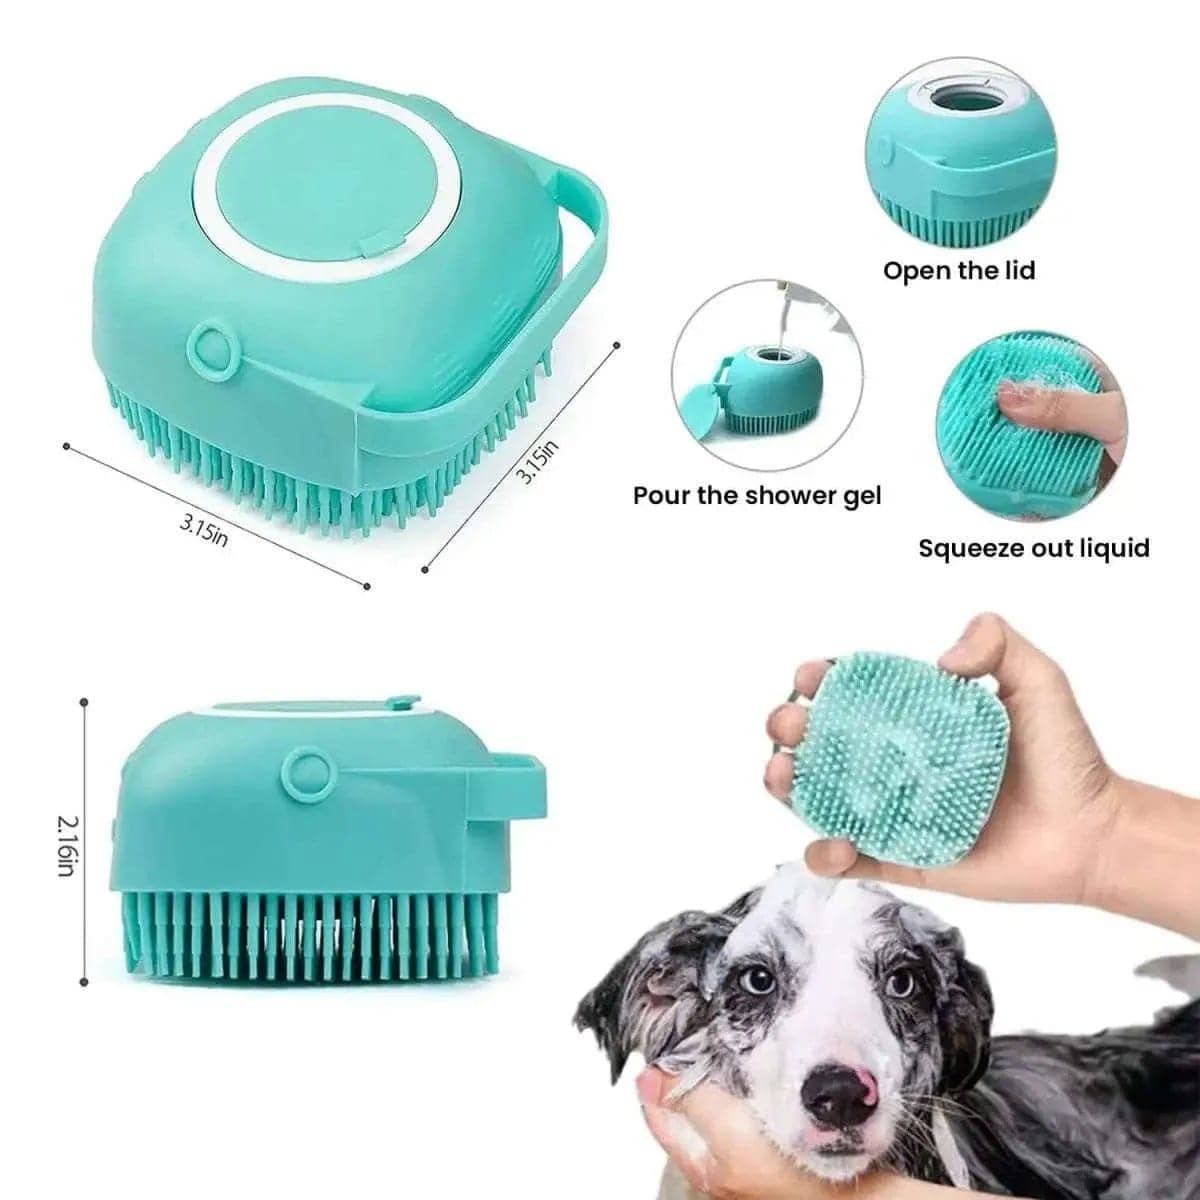 Open the lid
3.15in
3.15in
Pour the shower gel
Squeeze out liquid
2.16in